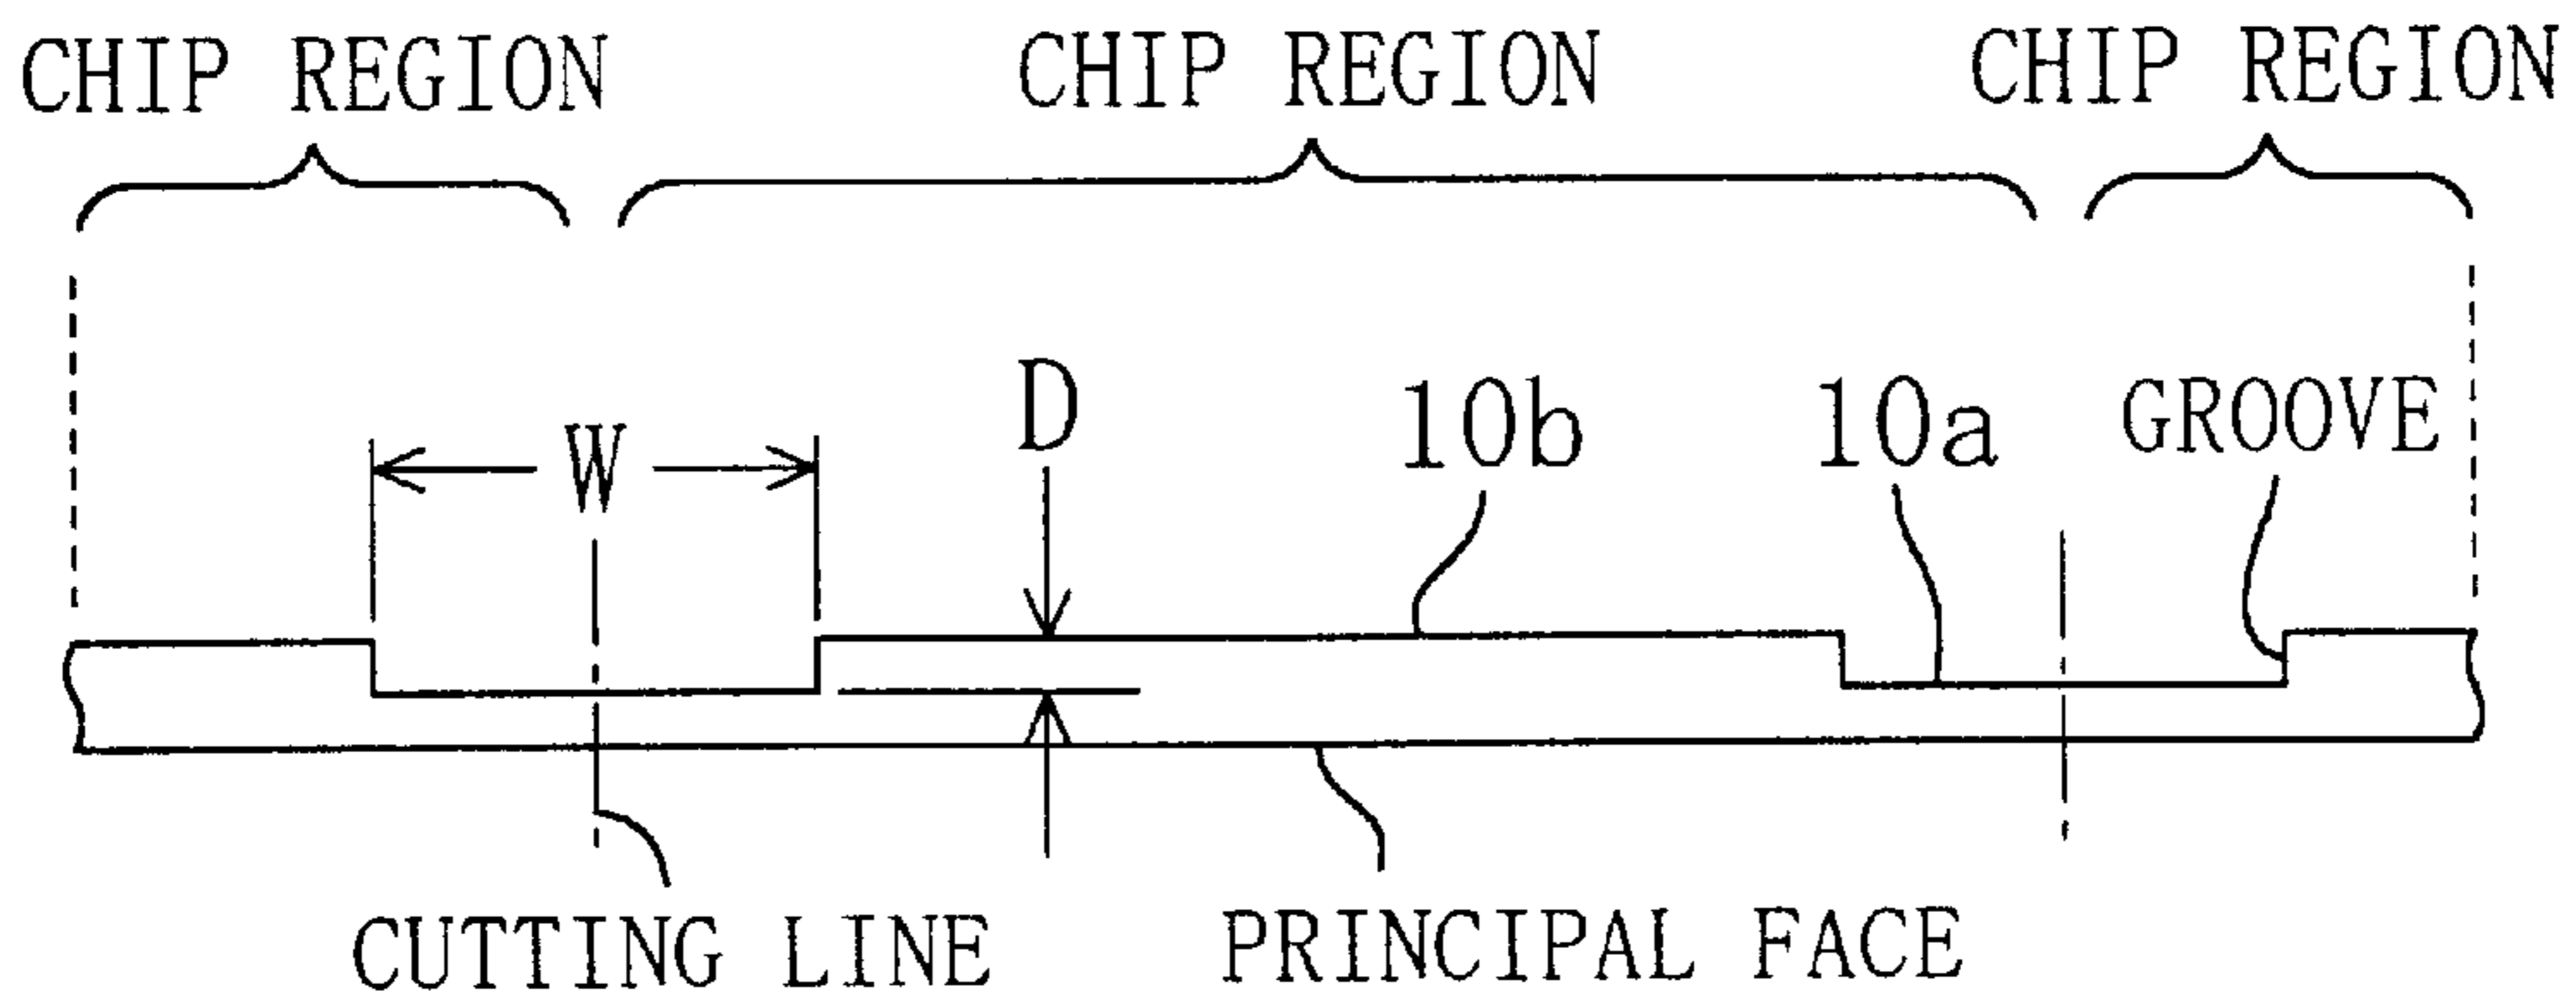 CHIP REGION
CHIP REGION
CHIP REGION
W
D
10b
10a
GROOVE
CUTTING LINE
PRINCIPAL FACE